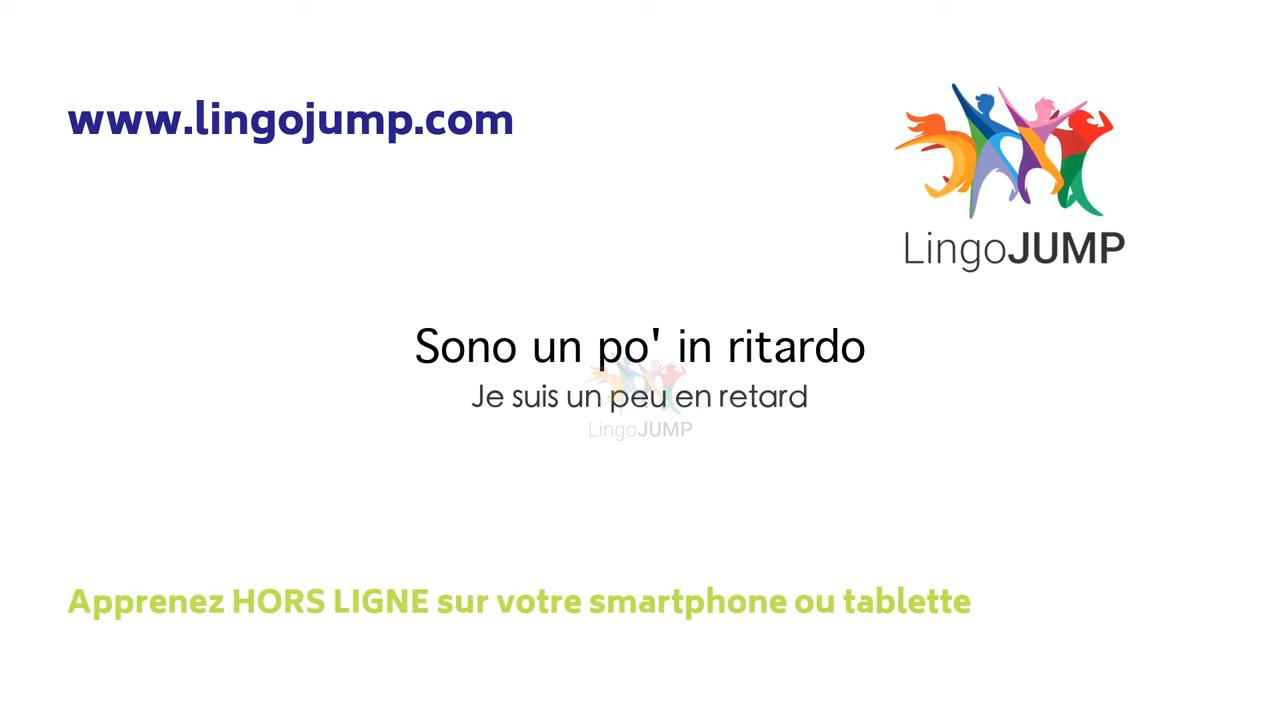 www.lingojump.com
LingoJUMP
Sono un po' in ritardo
Je suis un peu en retard
LingoJUMP
Apprenez HORS LIGNE sur votre smartphone ou tablette